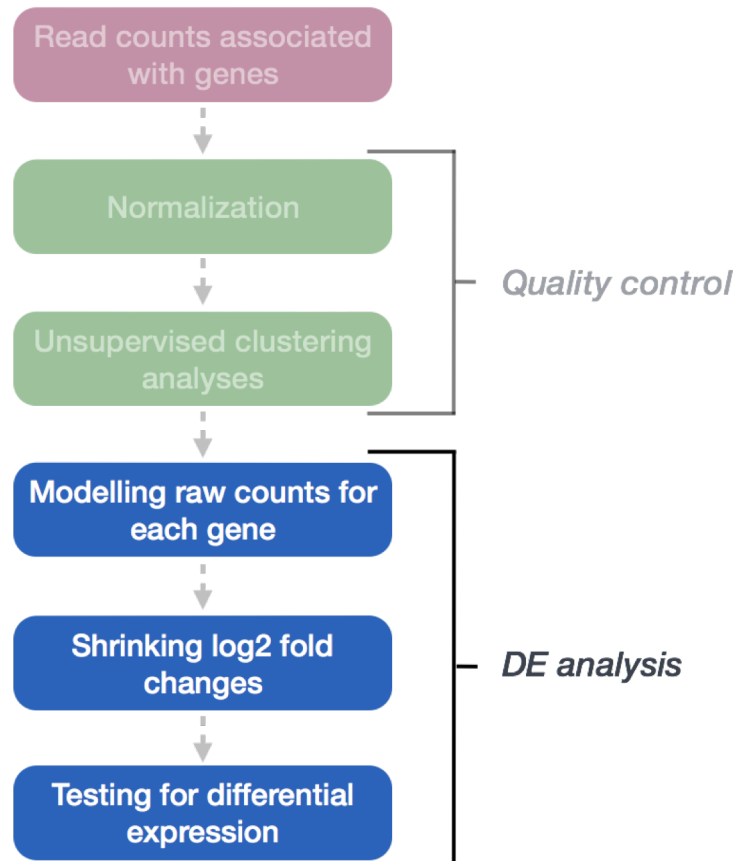 Read counts associated
with genes
Normalization
Quality control
Unsupervised clustering
analyses
Modelling raw counts for
each gene
Shrinking log2 fold
changes
DE analysis
Testing for differential
expression